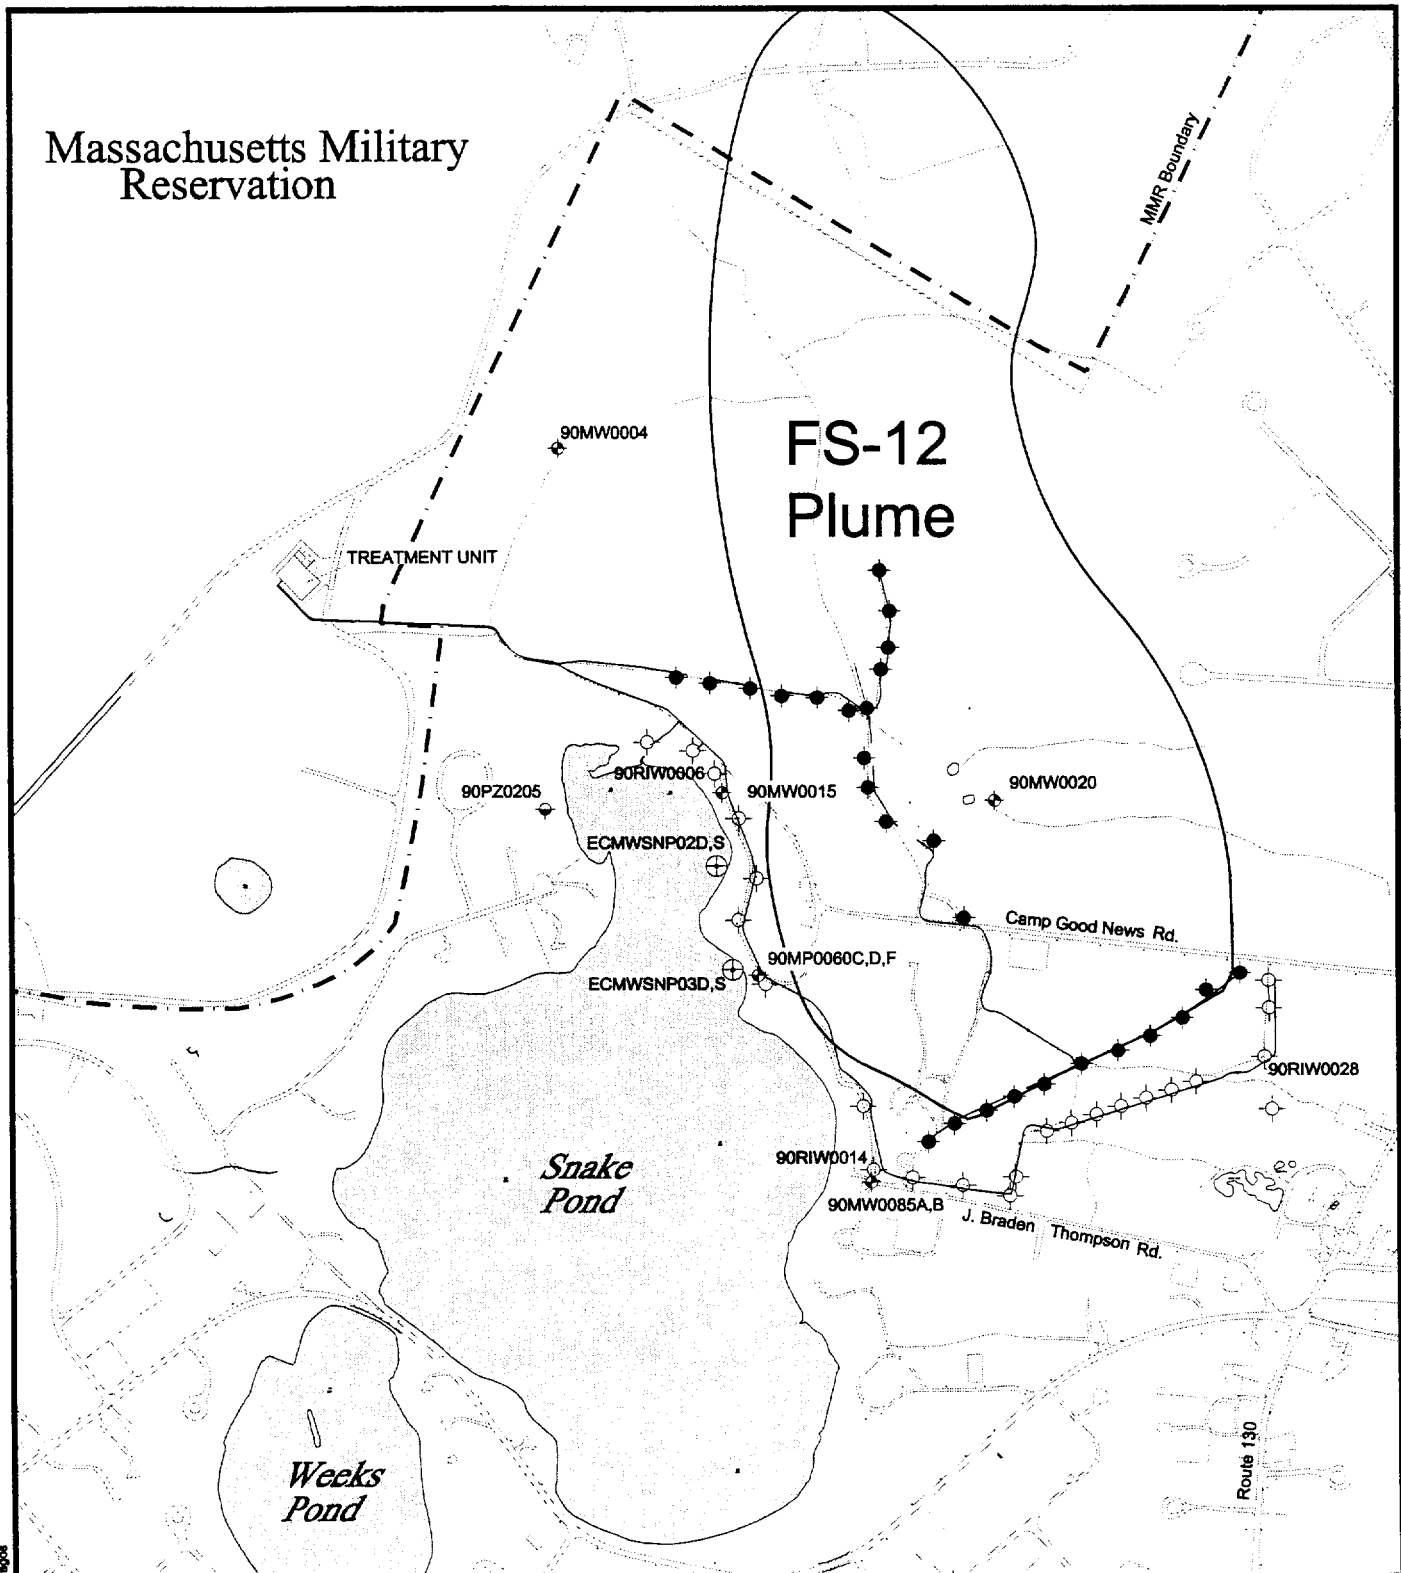 Massachusetts Military
Reservation
MMR Boundary
90MW0004
FS-12
Plume
TREATMENT UNIT
90RIW0006
90PZ0205
90MW0015
90MW0020
ECMWSNP02D,S
Camp Good News Rd.
90MP0060C,D,F
ECMWSNP03D,S
90RIW0028
90RIW0014
Snake
Pond
90MW0085A,B
J. Braden Thompson Rd.
Route 130
Weeks
Pond